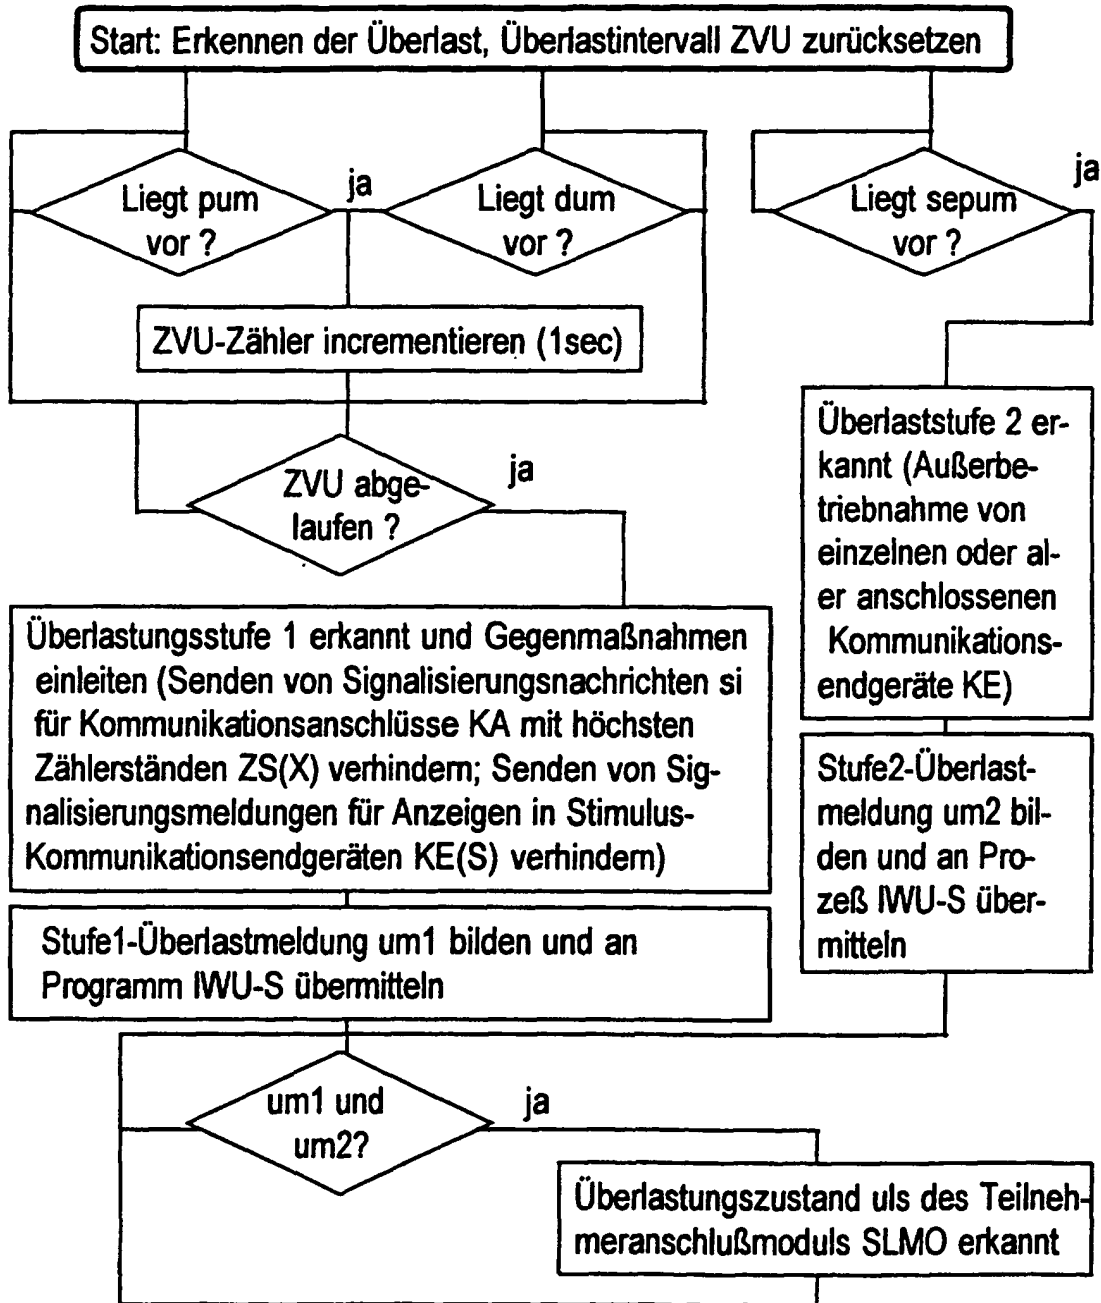 Start: Erkennen der Überlast, Überlastintervall ZVU zurücksetzen
Liegt pum
vor ?
ja
Liegt dum
vor ?
Liegt sepum
vor ?
ja
ZVU-Zähler incrementieren (1sec)
ZVU abge-
laufen ?
ja
Überlaststufe 2 er-
kannt (Außerbe-
triebnahme von
einzelnen oder al-
er anschlossenen
Kommunikations-
endgeräte KE)
Überlastungsstufe 1 erkannt und Gegenmaßnahmen
einleiten (Senden von Signalisierungsnachrichten si
für Kommunikationsanschlüsse KA mit höchsten
Zählerständen ZS(X) verhindern; Senden von Sig-
nalisierungsmeldungen für Anzeigen in Stimulus-
Kommunikationsendgeräten KE(S) verhindern)
Stufe2-Überlast-
meldung um2 bil-
den und an Pro-
zeß IWU-S über-
mitteln
Stufe1-Überlastmeldung um1 bilden und an
Programm IWU-S übermitteln
um1 und
um2?
ja
Überlastungszustand uls des Teilneh-
meranschlußmoduls SLMO erkannt